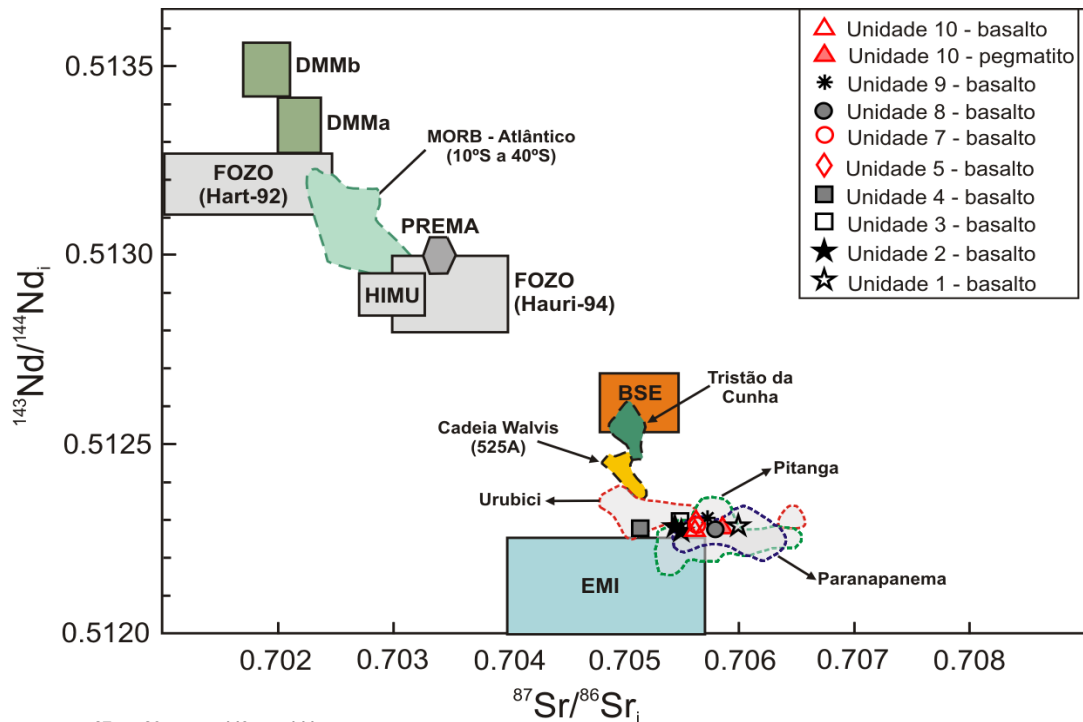 0.5135
0.5130
0.5125
0.5120
¹⁴³Nd/¹⁴⁴Ndᵢ
DMMb
DMMa
MORB - Atlântico
(10ºS a 40ºS)
FOZO
(Hart-92)
PREMA
HIMU
FOZO
(Hauri-94)
BSE
Tristão da
Cunha
Cadeia Walvis
(525A)
Pitanga
Urubici
Paranapanema
EMI
Unidade 10 - basalto
Unidade 10 - pegmatito
Unidade 9 - basalto
Unidade 8 - basalto
Unidade 7 - basalto
Unidade 5 - basalto
Unidade 4 - basalto
Unidade 3 - basalto
Unidade 2 - basalto
Unidade 1 - basalto
0.702 0.703 0.704 0.705 0.706 0.707 0.708
⁸⁷Sr/⁸⁶Srᵢ